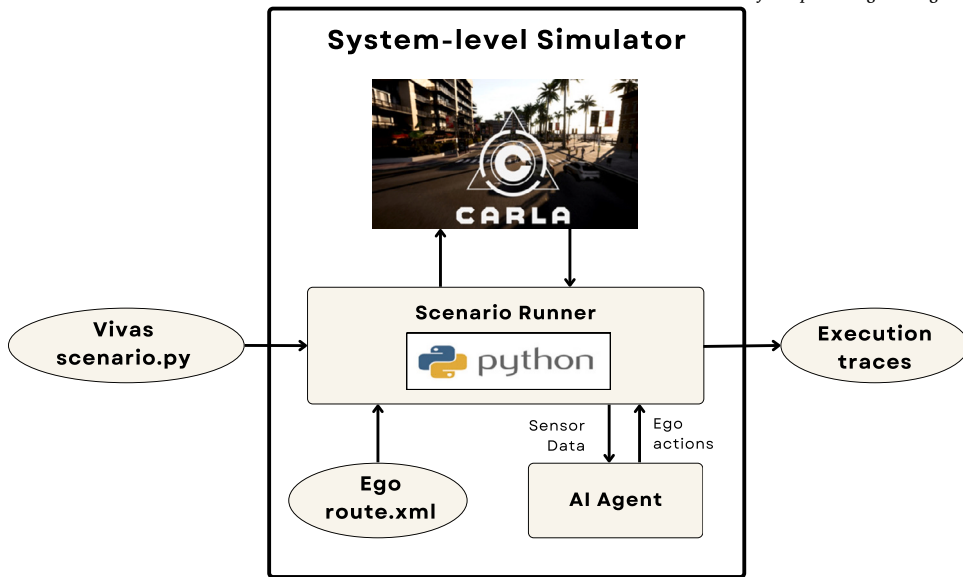 System-level Simulator
CARLA
Scenario Runner
python
Vivas
scenario.py
Execution
traces
Sensor
Data
Ego
actions
Ego
route.xml
AI Agent